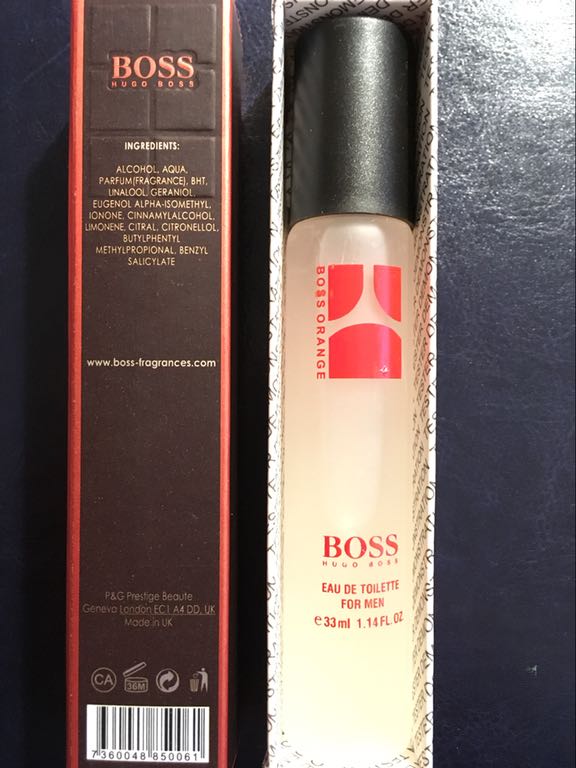 BOSS
HUGO BOSS
INGREDIENTS:
ALCOHOL, AQUA,
PARFUM(FRAGRANCE), BHT,
LINALOOL, GERANIOL,
EUGENOL ALPHA-ISOMETHYL,
IONONE, CINNAMYLALCOHOL,
LIMONENE, CITRAL, CITRONELLOL,
BUTYLPHENTYL
METHYLPROPIONAL, BENZYL
SALICYLATE
www.boss-fragrances.com
P&G Prestige Beaute
Geneva London EC1 A4 DD, UK
Made in UK
CA
36M
7 360048 850061
BOSS ORANGE
BOSS
HUGO BOSS
EAU DE TOILETTE
FOR MEN
e 33ml 1.14 FL. OZ